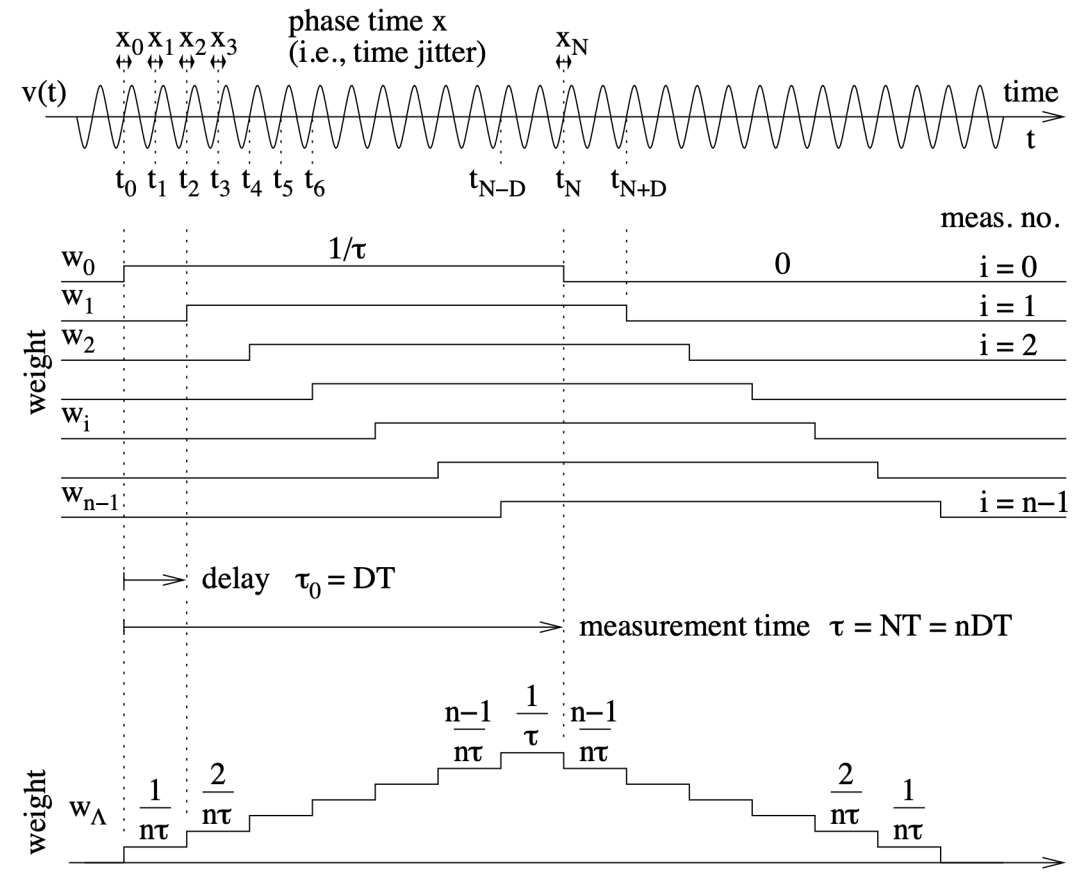 phase time x
(i.e., time jitter)
x0 x1 x2 x3
xN
v(t)
time
t
t0 t1 t2 t3 t4 t5 t6
tN−D tN tN+D
meas. no.
weight
w0 1/τ 0 i = 0
w1 i = 1
w2 i = 2
wi
wn−1 i = n−1
delay τ0 = DT
measurement time τ = NT = nDT
weight
wΛ
1/nτ 2/nτ n−1/nτ 1/τ n−1/nτ 2/nτ 1/nτ